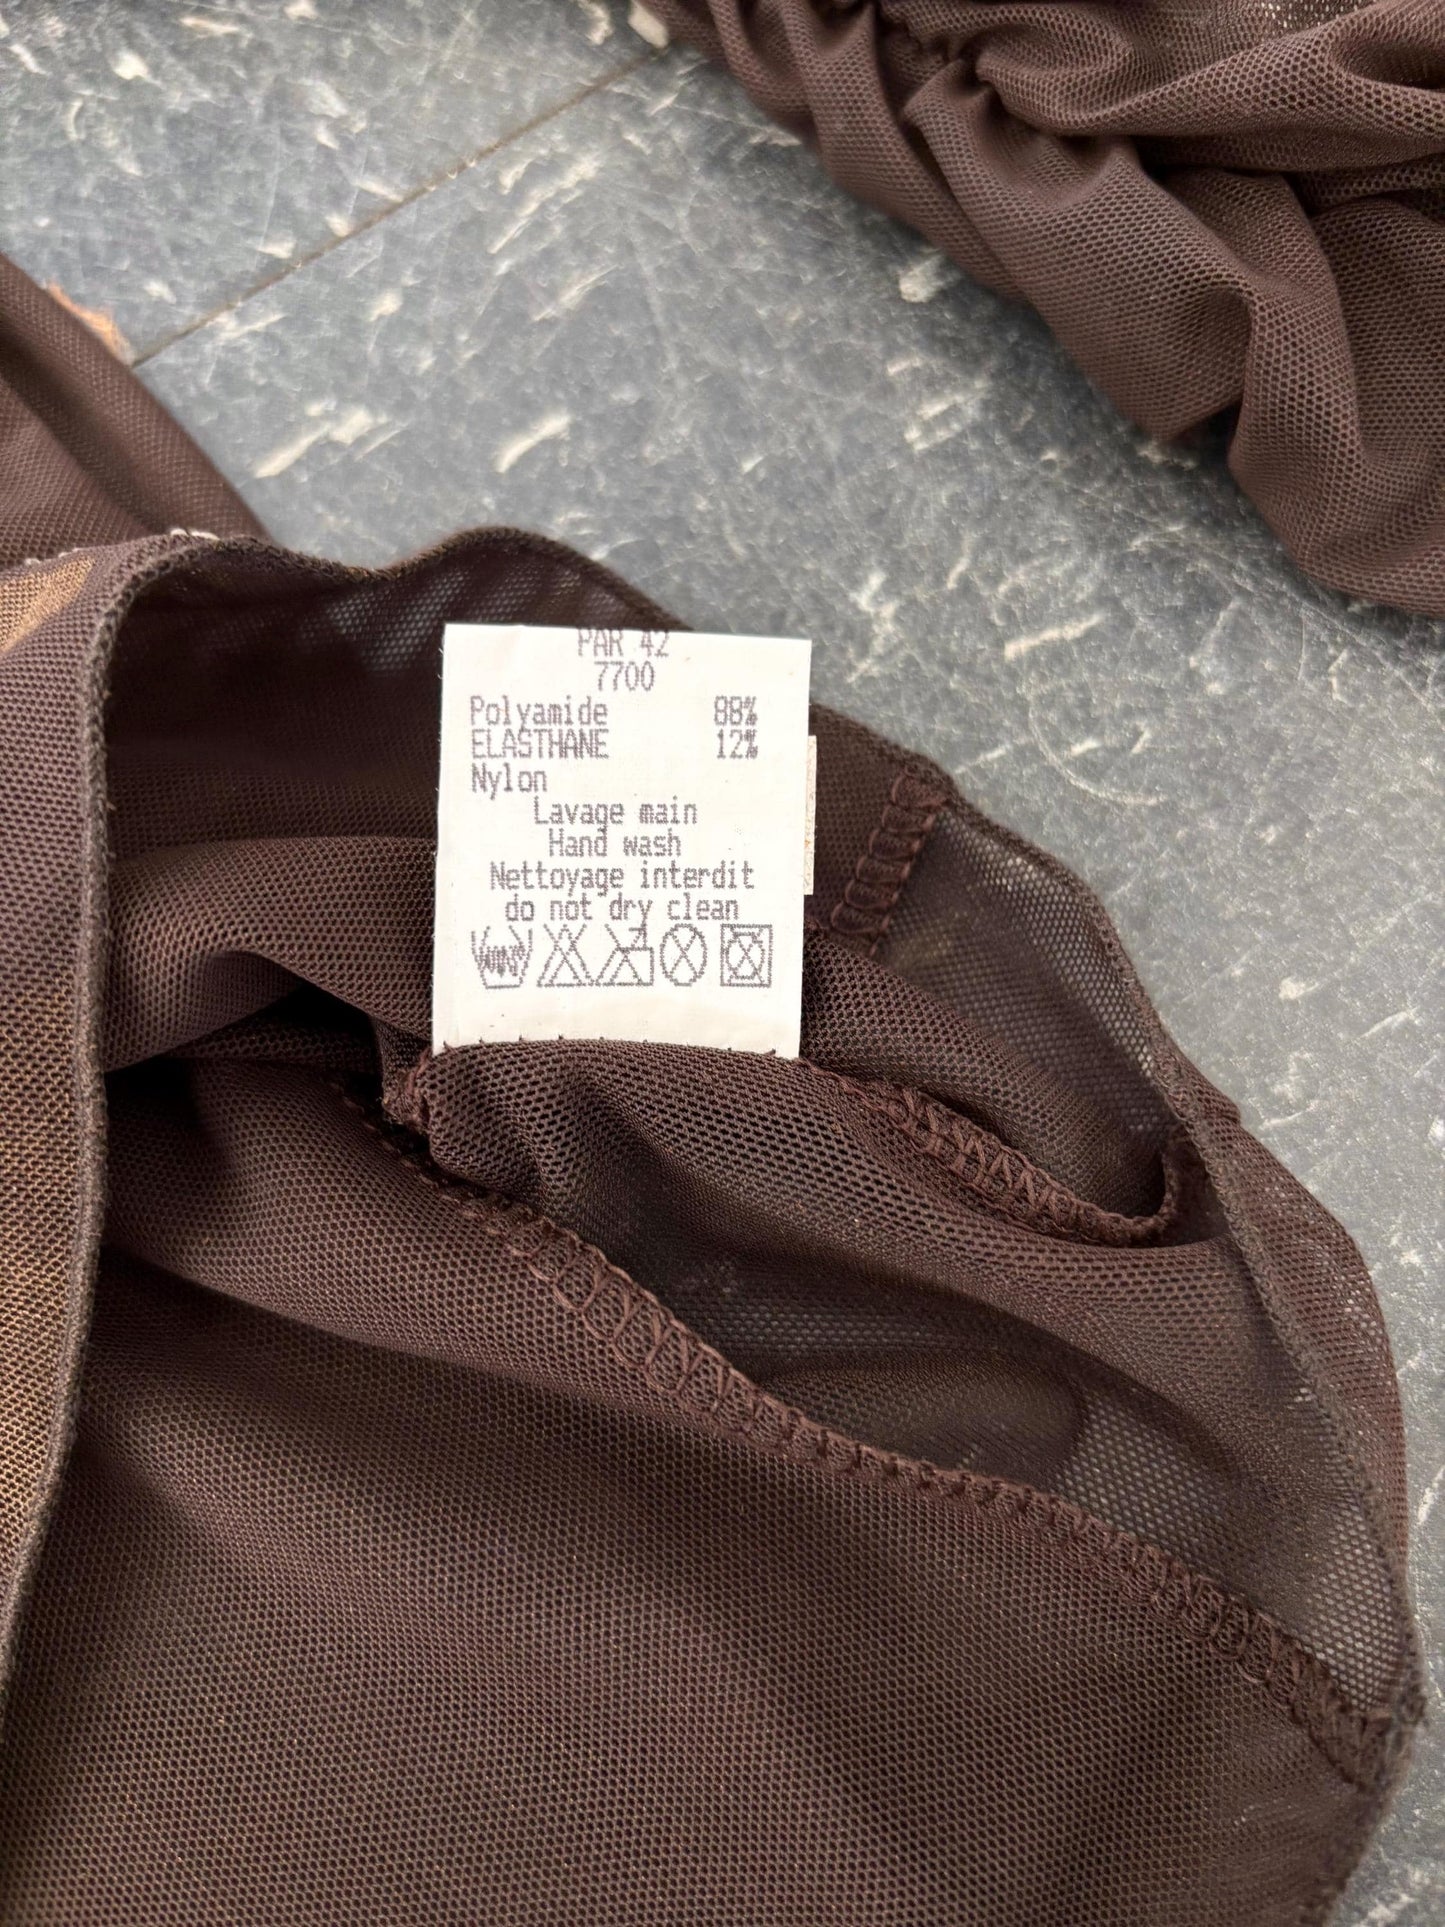 PAR 42
7700
Polyamide 88%
ELASTHANE 12%
Nylon
Lavage main
Hand wash
Nettoyage interdit
do not dry clean